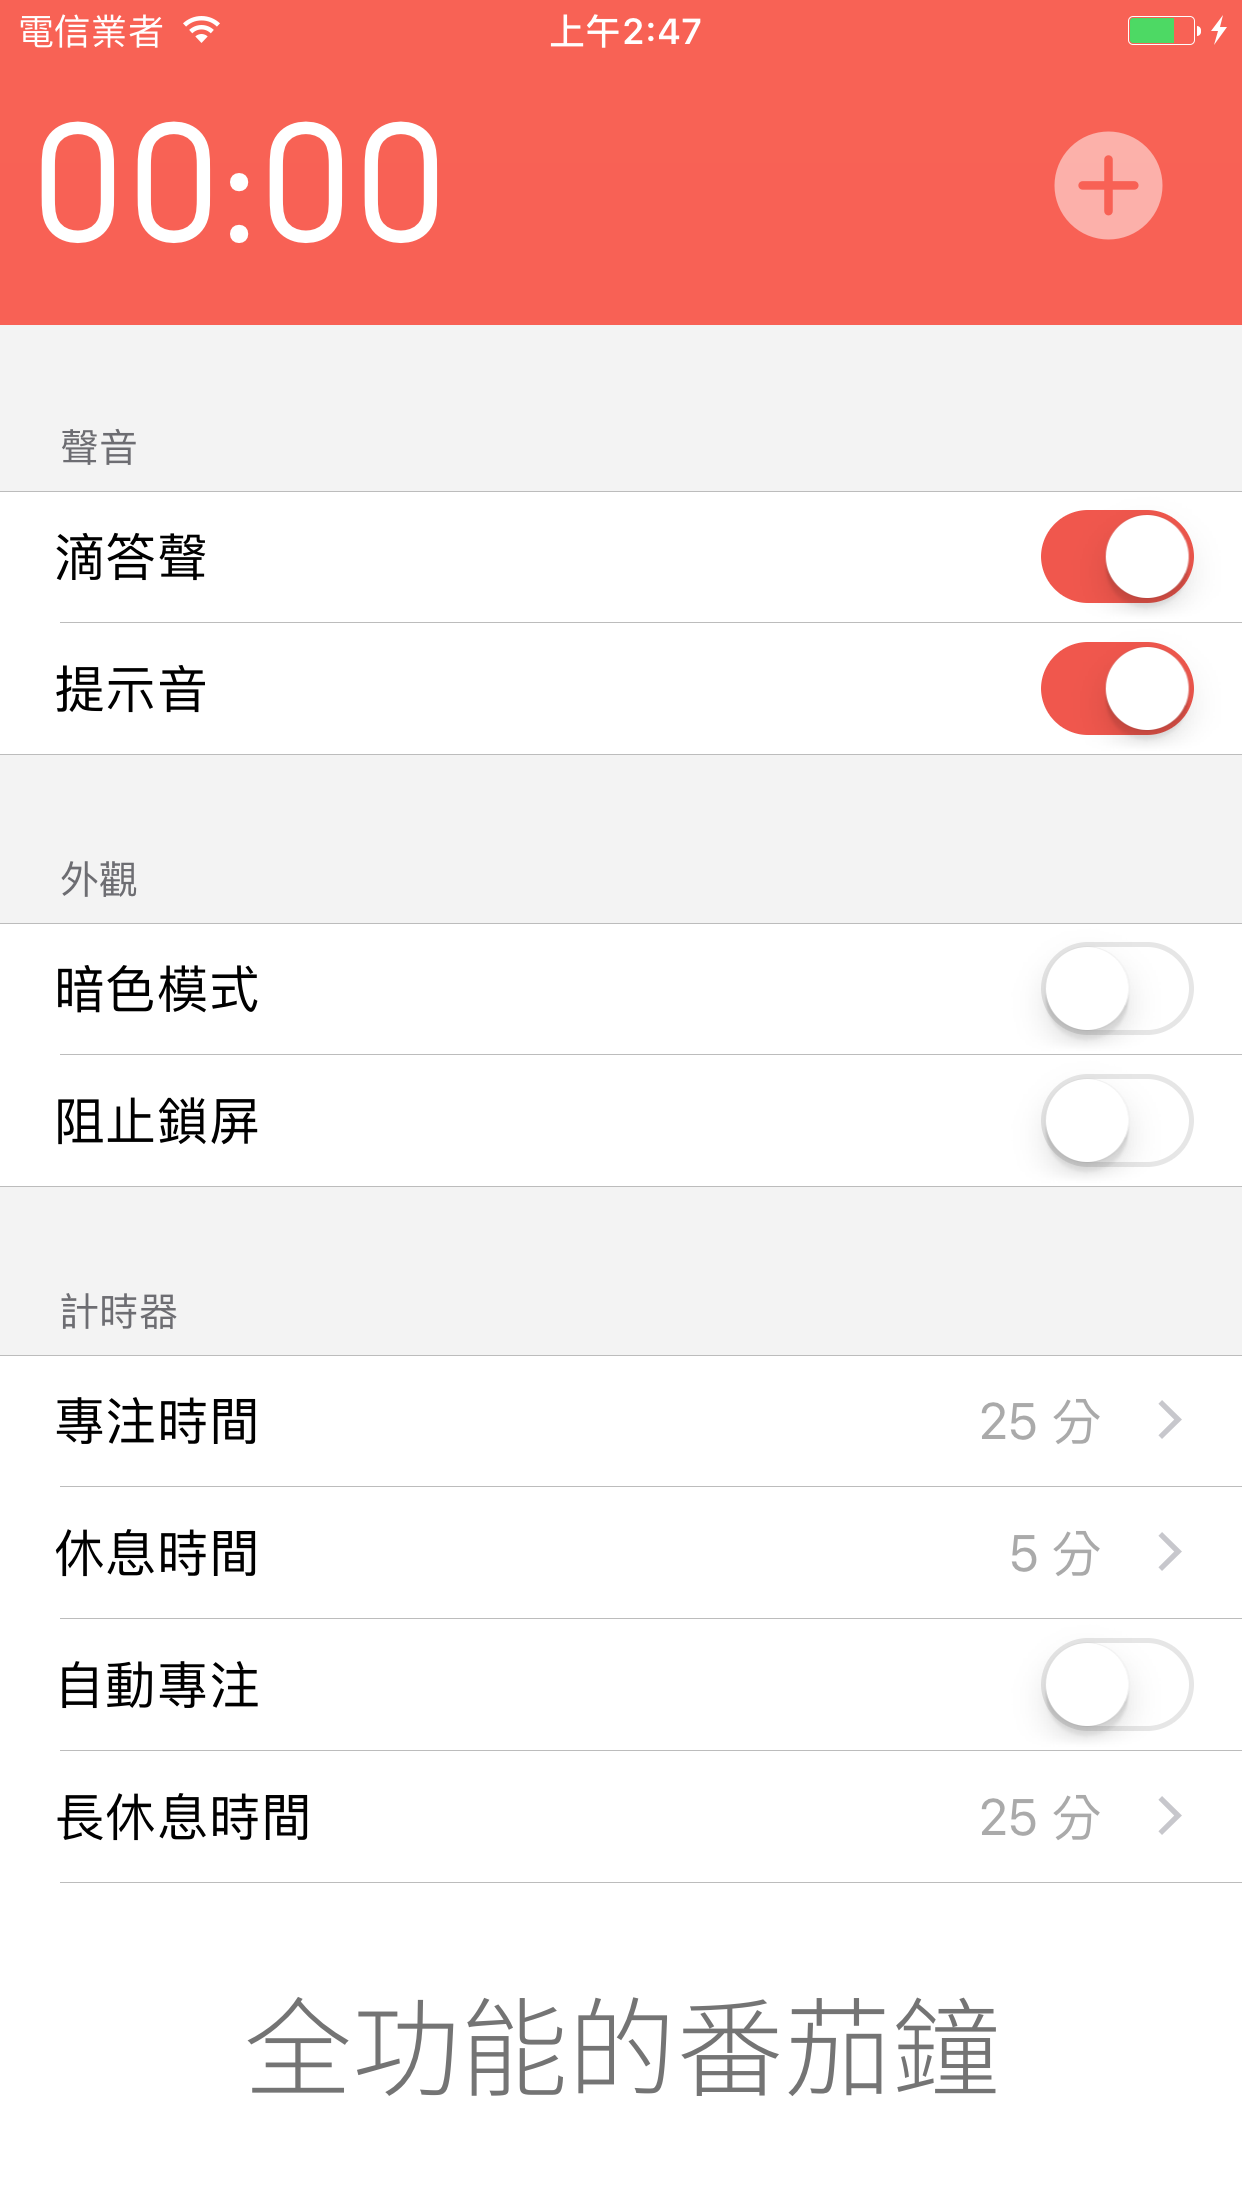 電信業者 上午2:47
00:00
聲音
滴答聲
提示音
外觀
暗色模式
阻止鎖屏
計時器
專注時間 25 分
休息時間 5 分
自動專注
長休息時間 25 分
全功能的番茄鐘